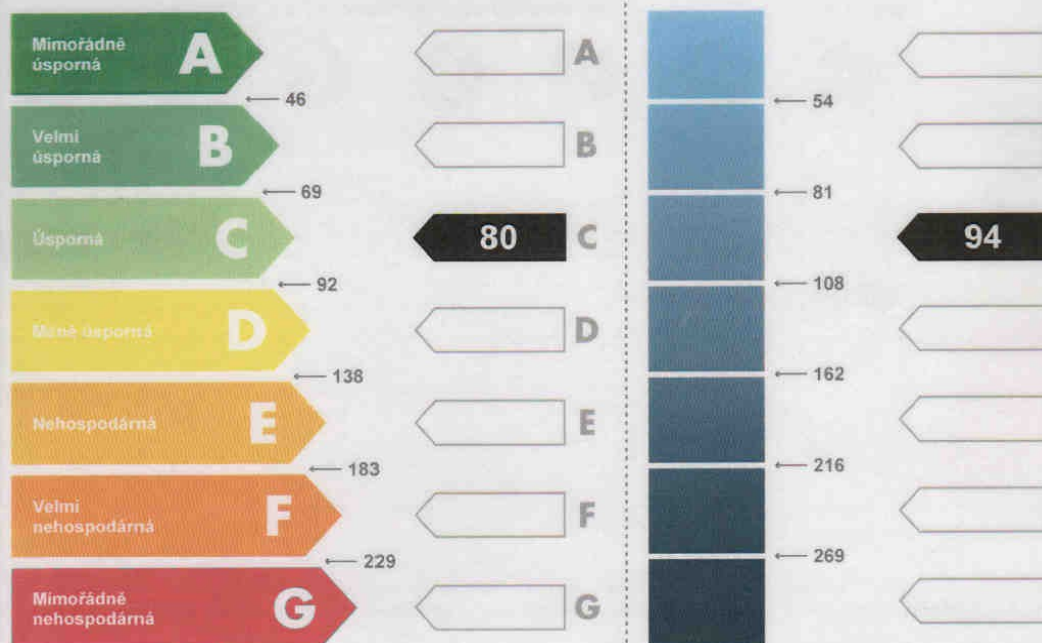 Mimořádně
úsporná
A
A
46
54
Velmi
úsporná
B
B
69
81
Úsporná
C
80
C
94
92
108
Méně úsporná
D
D
138
162
Nehospodárná
E
E
183
216
Velmi
nehospodárná
F
F
229
269
Mimořádně
nehospodárná
G
G